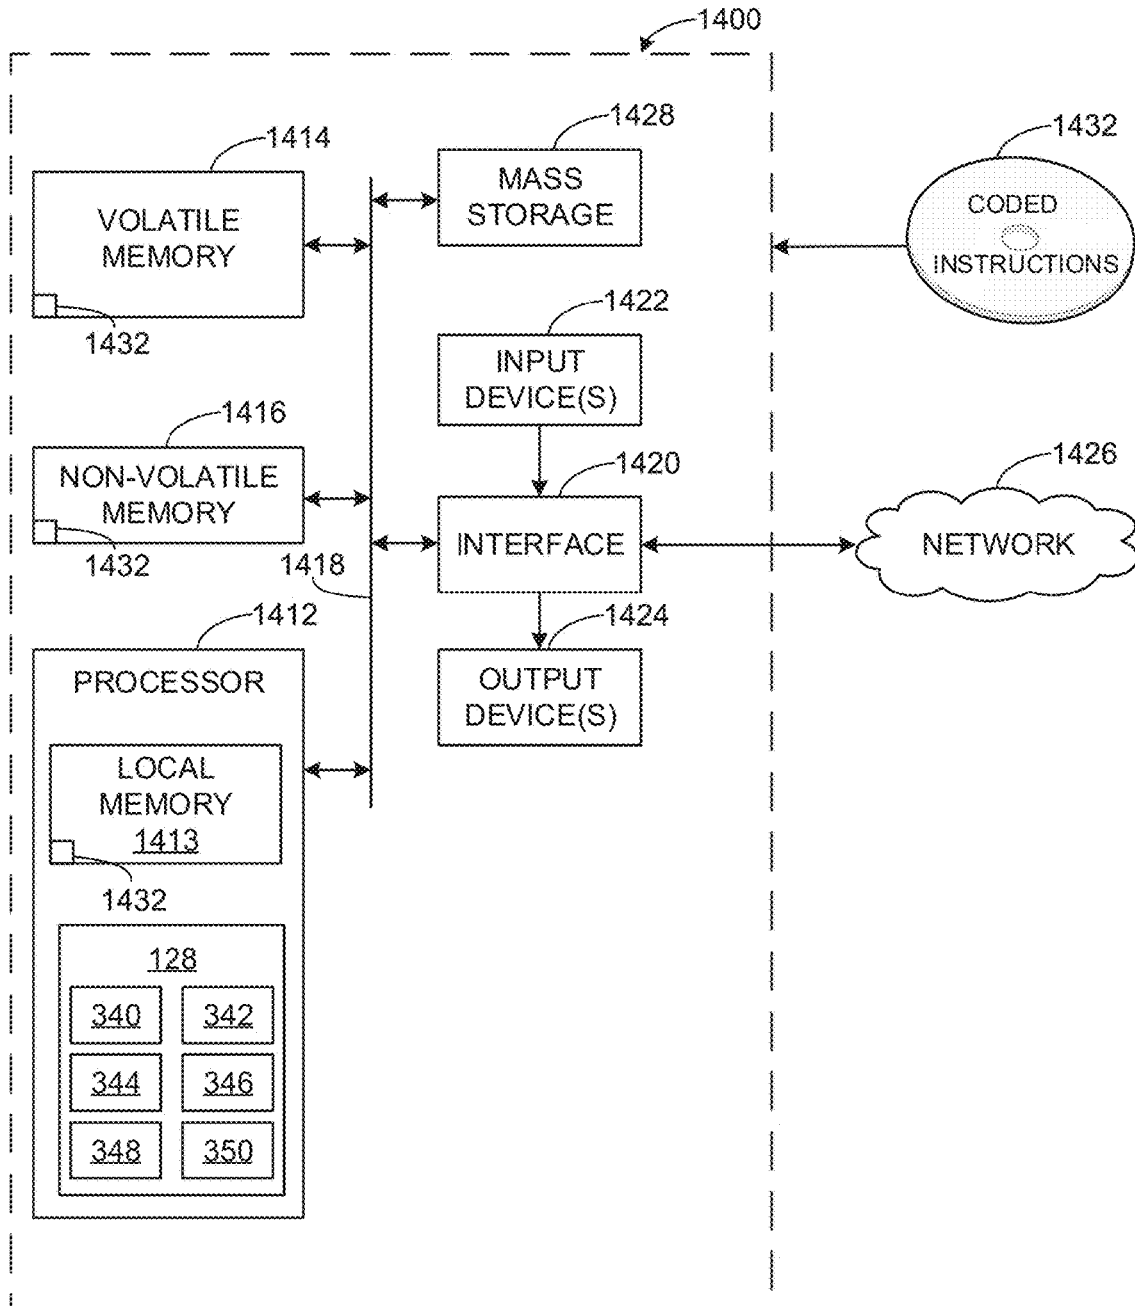 1400
1414
VOLATILE
MEMORY
1432
1428
MASS
STORAGE
1432
CODED
INSTRUCTIONS
1422
INPUT
DEVICE(S)
1416
NON-VOLATILE
MEMORY
1432
1418
1420
INTERFACE
1426
NETWORK
1424
OUTPUT
DEVICE(S)
1412
PROCESSOR
LOCAL
MEMORY
1413
1432
128
340 342
344 346
348 350